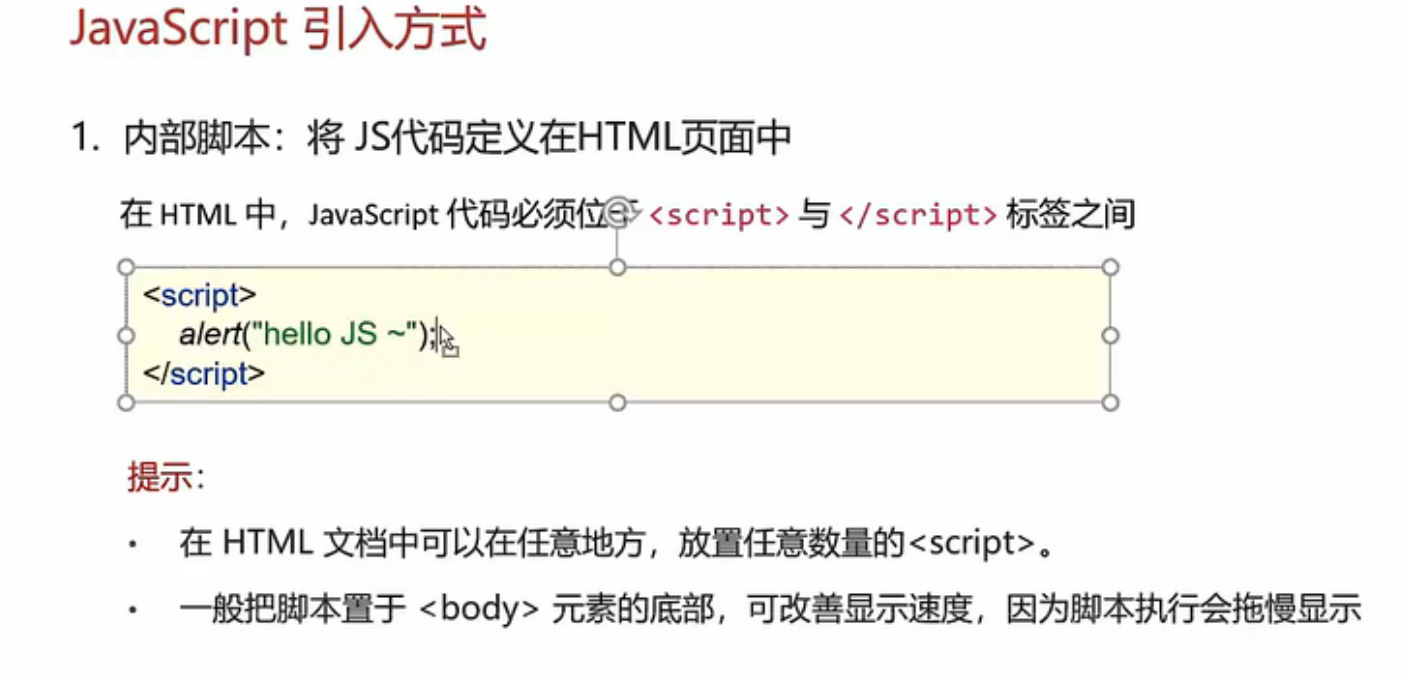 JavaScript 引入方式
1. 内部脚本：将 JS代码定义在HTML页面中
在 HTML 中，JavaScript 代码必须位于 <script> 与 </script> 标签之间
<script>
alert("hello JS ~");
</script>
提示：
· 在 HTML 文档中可以在任意地方，放置任意数量的<script>。
· 一般把脚本置于 <body> 元素的底部，可改善显示速度，因为脚本执行会拖慢显示